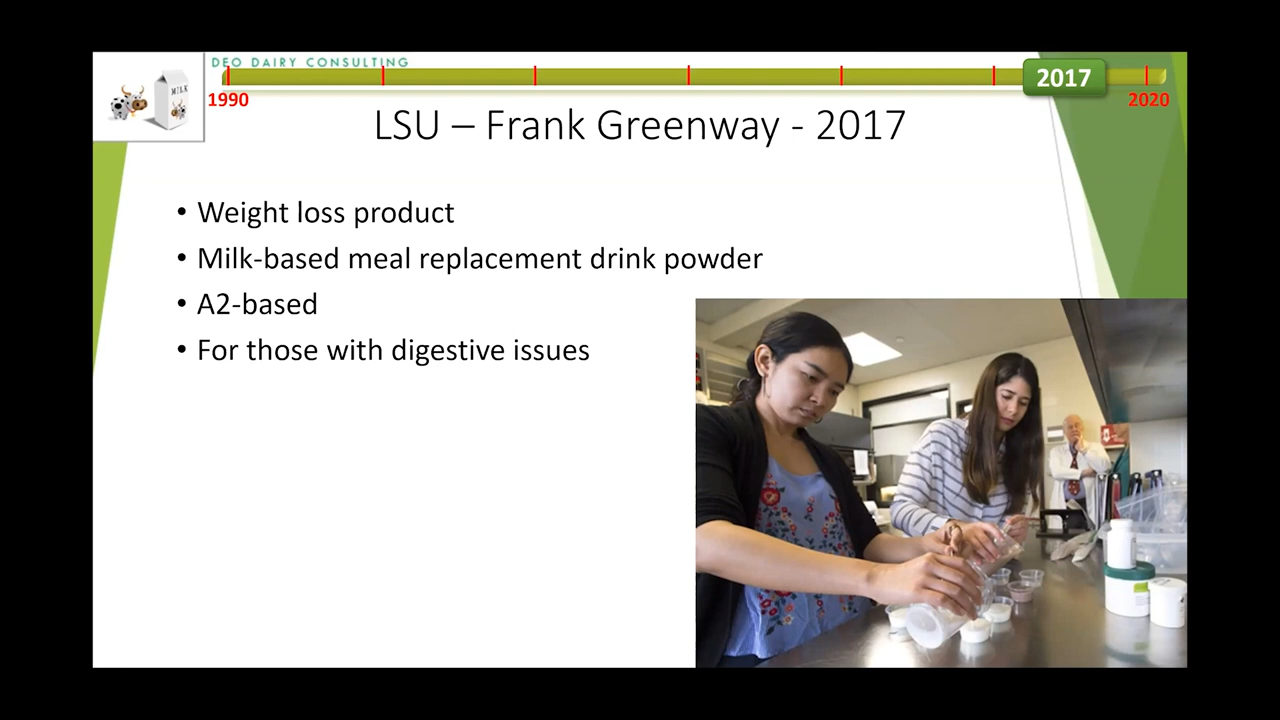 DEO DAIRY CONSULTING
MILK
2017
1990
2020
LSU – Frank Greenway - 2017
• Weight loss product
• Milk-based meal replacement drink powder
• A2-based
• For those with digestive issues